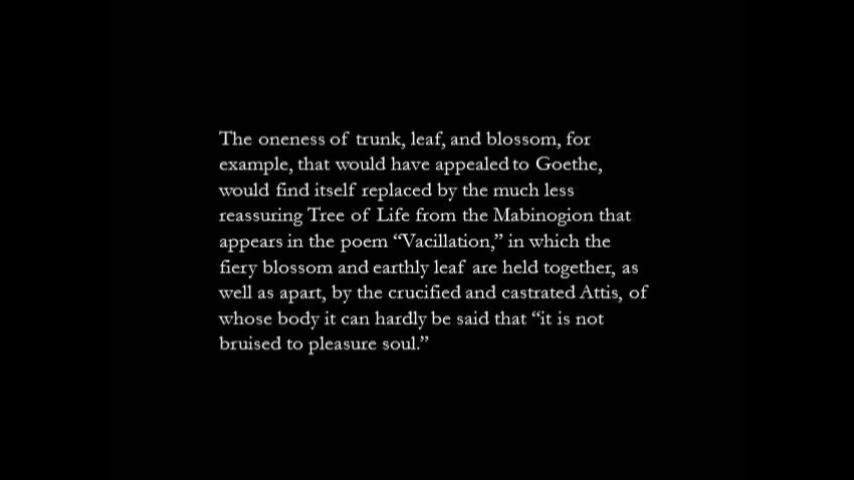 The oneness of trunk, leaf, and blossom, for
example, that would have appealed to Goethe,
would find itself replaced by the much less
reassuring Tree of Life from the Mabinogion that
appears in the poem “Vacillation,” in which the
fiery blossom and earthly leaf are held together, as
well as apart, by the crucified and castrated Attis, of
whose body it can hardly be said that “it is not
bruised to pleasure soul.”